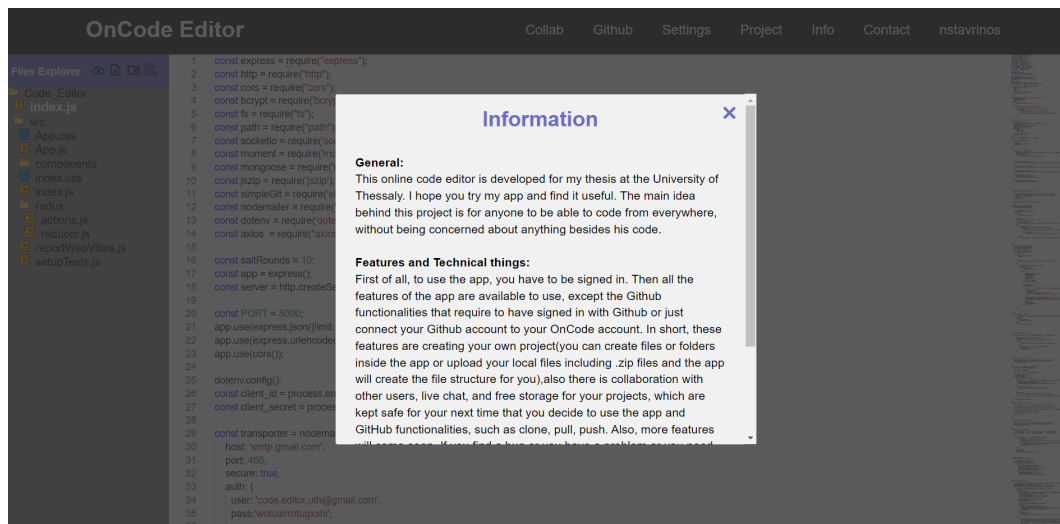 OnCode Editor
Collab Github Settings Project Info Contact nstavrinos
Files Explorer
Code_Editor
index.js
src
App.css
App.js
components
index.css
index.js
redux
actions.js
reducer.js
reportWebVitals.js
setupTests.js
1 const express = require("express");
2 const http = require("http");
3 const cors = require("cors");
4 const bcrypt = require("bcryp
5 const fs = require("fs");
6 const path = require("path");
7 const socketio = require("so
8 const moment = require("mo
9 const mongoose = require(
10 const jszip = require('jszip');
11 const simpleGit = require('si
12 const nodemailer = require('
13 const dotenv = require('dote
14 const axios = require("axios
15
16 const saltRounds = 10;
17 const app = express();
18 const server = http.createSe
19
20 const PORT = 5000;
21 app.use(express.json({limit:
22 app.use(express.urlencoded
23 app.use(cors());
24
25 dotenv.config();
26 const client_id = process.en
27 const client_secret = proces
28
29 const transporter = nodema
30 host: 'smtp.gmail.com',
31 port: 465,
32 secure: true,
33 auth: {
34 user: 'code.editor.uth@gmail.com',
35 pass:
Information
General:
This online code editor is developed for my thesis at the University of
Thessaly. I hope you try my app and find it useful. The main idea
behind this project is for anyone to be able to code from everywhere,
without being concerned about anything besides his code.
Features and Technical things:
First of all, to use the app, you have to be signed in. Then all the
features of the app are available to use, except the Github
functionalities that require to have signed in with Github or just
connect your Github account to your OnCode account. In short, these
features are creating your own project(you can create files or folders
inside the app or upload your local files including .zip files and the app
will create the file structure for you),also there is collaboration with
other users, live chat, and free storage for your projects, which are
kept safe for your next time that you decide to use the app and
GitHub functionalities, such as clone, pull, push. Also, more features
will come soon. If you find a bug or you have a problem or you need